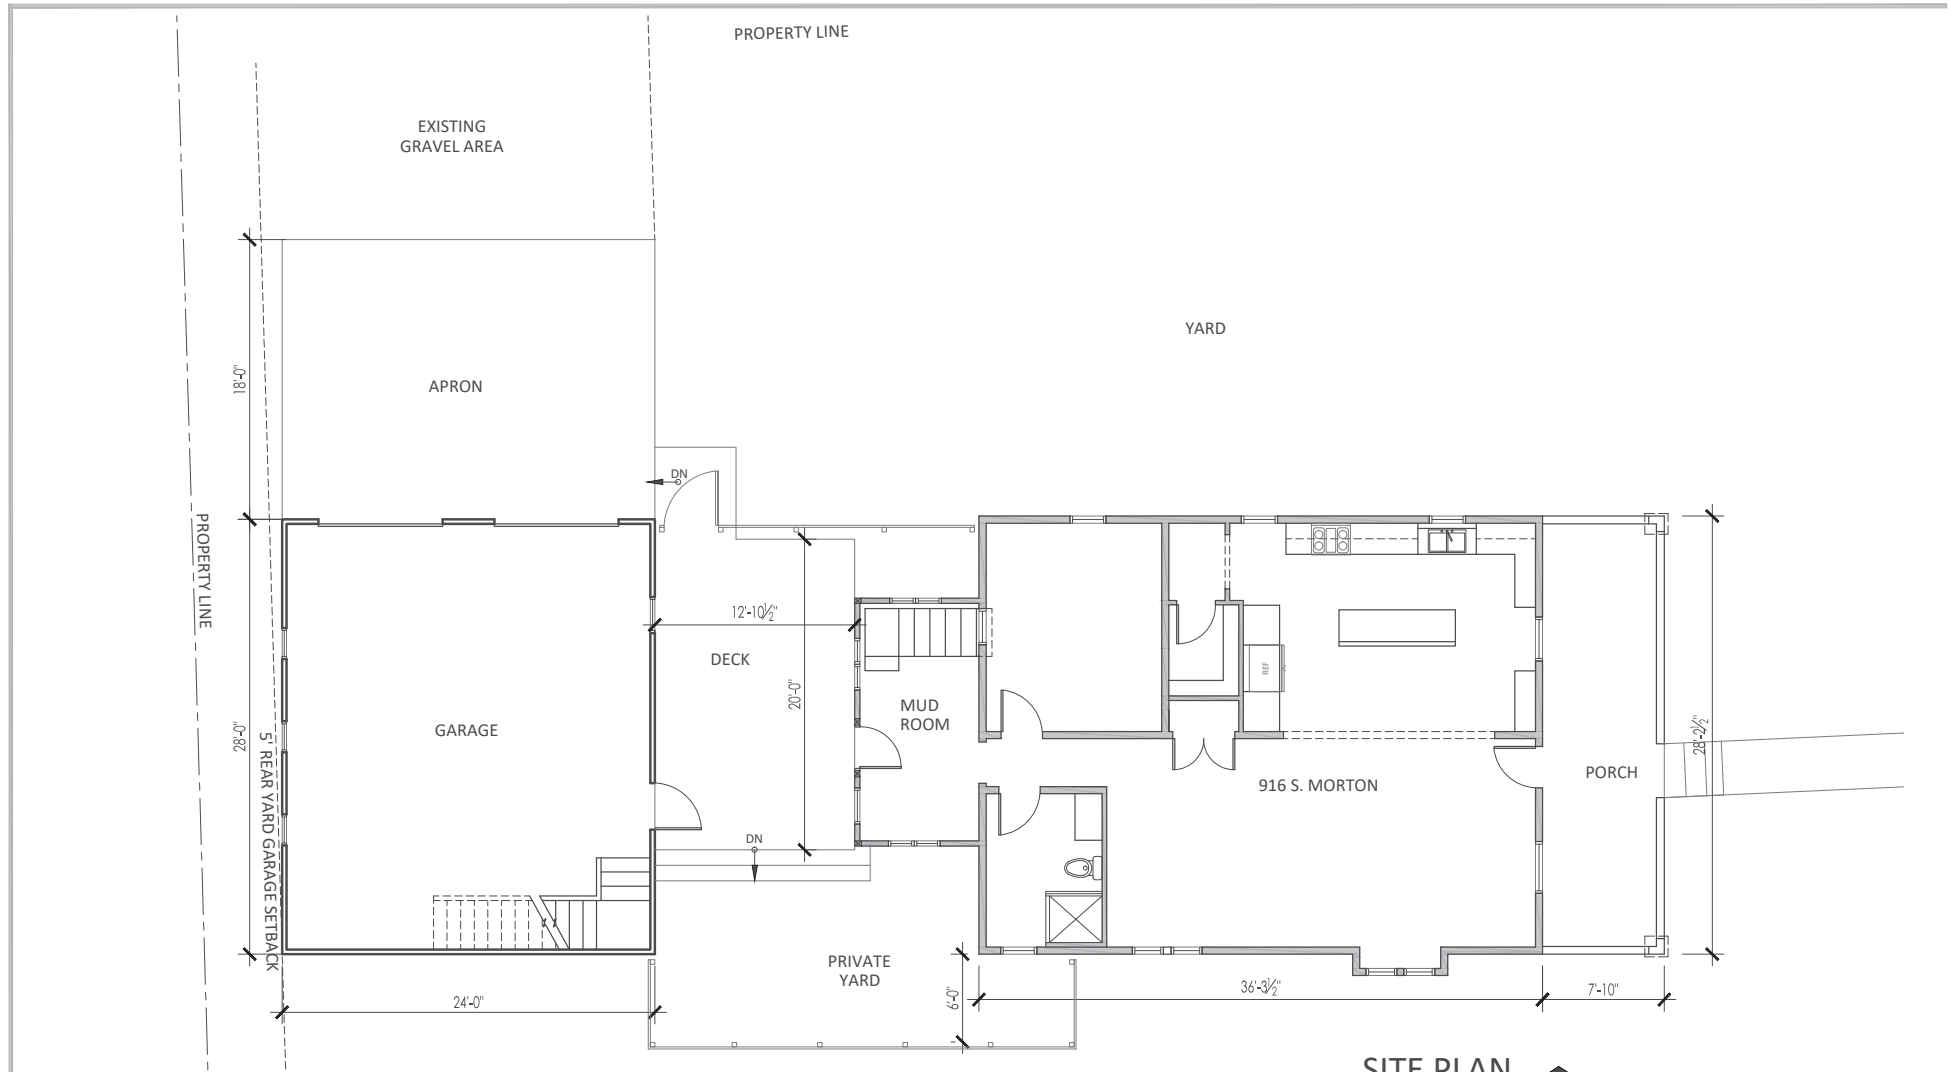 PROPERTY LINE
EXISTING
GRAVEL AREA
YARD
18'-0"
APRON
DN
PROPERTY LINE
12'-10½"
DECK
REF
20'-0"
MUD
ROOM
GARAGE
28'-0"
28'-2½"
5' REAR YARD GARAGE SETBACK
916 S. MORTON
PORCH
DN
PRIVATE
YARD
6'-0"
24'-0"
36'-3½"
7'-10"
SITE PLAN